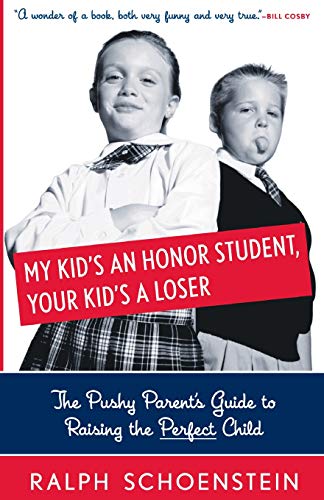 "A wonder of a book, both very funny and very true."—BILL COSBY
MY KID'S AN HONOR STUDENT,
YOUR KID'S A LOSER
The Pushy Parent's Guide to
Raising the Perfect Child
RALPH SCHOENSTEIN